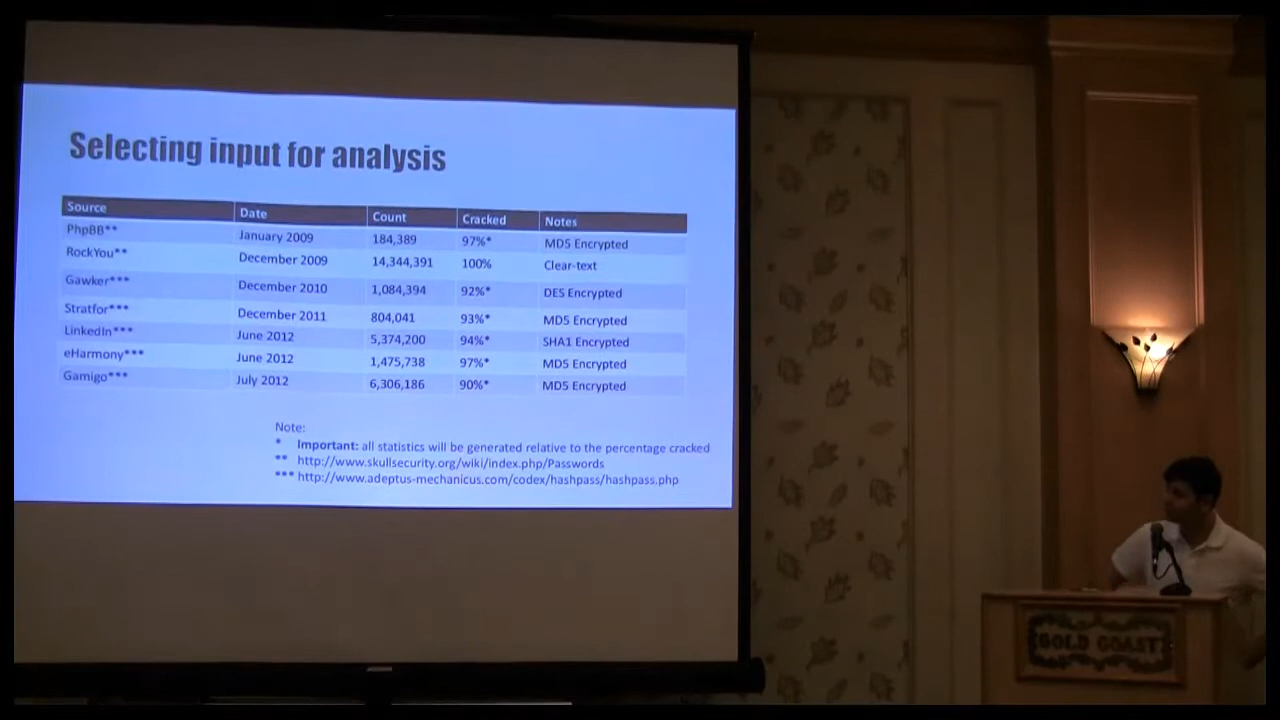 Selecting input for analysis
Source Date Count Cracked Notes
PhpBB** January 2009 184,389 97%* MD5 Encrypted
RockYou** December 2009 14,344,391 100% Clear-text
Gawker*** December 2010 1,084,394 92%* DES Encrypted
Stratfor*** December 2011 804,041 93%* MD5 Encrypted
LinkedIn*** June 2012 5,374,200 94%* SHA1 Encrypted
eHarmony*** June 2012 1,475,738 97%* MD5 Encrypted
Gamigo*** July 2012 6,306,186 90%* MD5 Encrypted
Note:
* Important: all statistics will be generated relative to the percentage cracked
** http://www.skullsecurity.org/wiki/index.php/Passwords
*** http://www.adeptus-mechanicus.com/codex/hashpass/hashpass.php
GOLD COAST